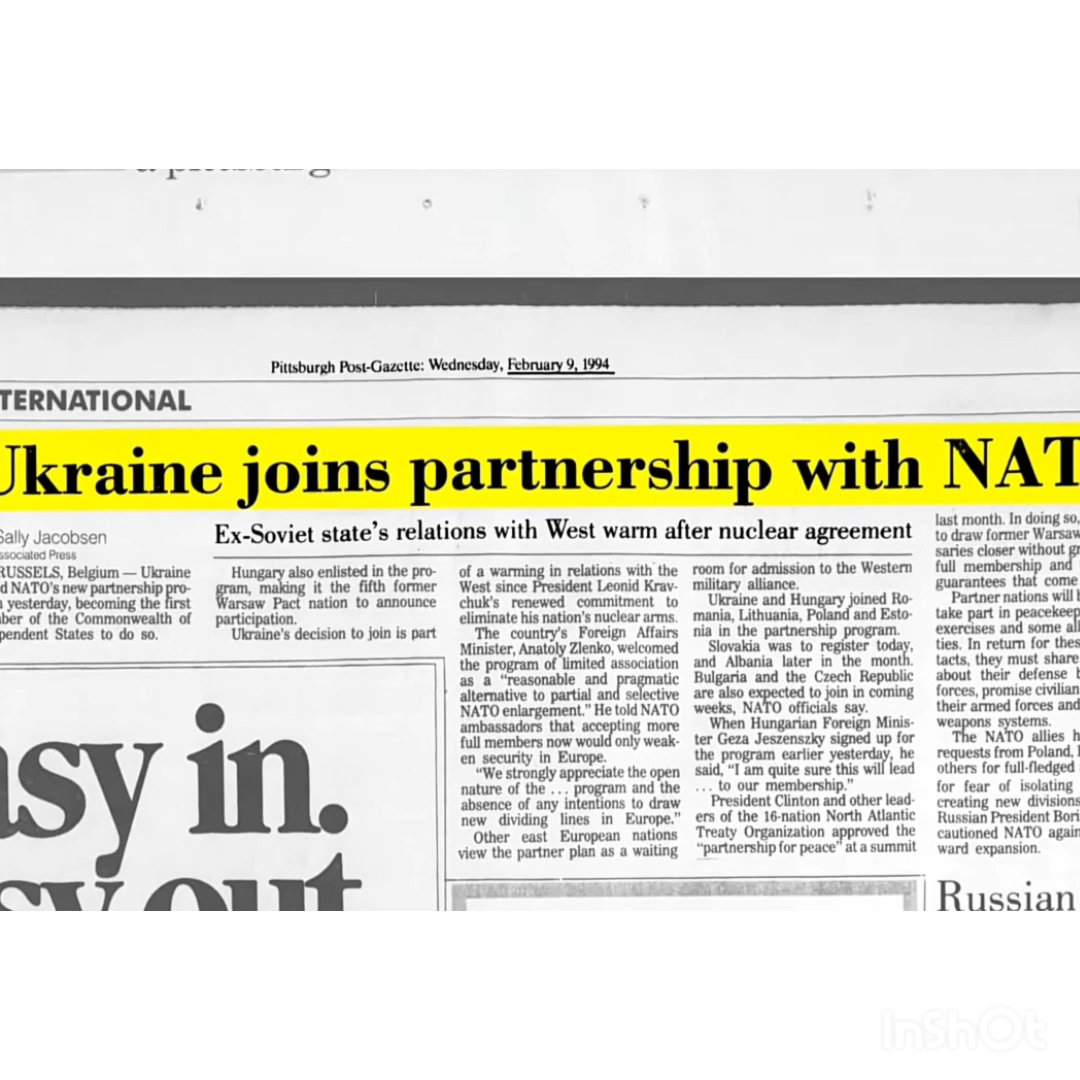 Pittsburgh Post-Gazette: Wednesday, February 9, 1994
TERNATIONAL
Ukraine joins partnership with NAT
Sally Jacobsen
ssociated Press
Ex-Soviet state's relations with West warm after nuclear agreement
RUSSELS, Belgium — Ukraine
d NATO's new partnership pro-
yesterday, becoming the first
ber of the Commonwealth of
pendent States to do so.
Hungary also enlisted in the pro-
gram, making it the fifth former
Warsaw Pact nation to announce
participation.
Ukraine's decision to join is part
of a warming in relations with the
West since President Leonid Krav-
chuk's renewed commitment to
eliminate his nation's nuclear arms.
The country's Foreign Affairs
Minister, Anatoly Zlenko, welcomed
the program of limited association
as a "reasonable and pragmatic
alternative to partial and selective
NATO enlargement." He told NATO
ambassadors that accepting more
full members now would only weak-
en security in Europe.
"We strongly appreciate the open
nature of the ... program and the
absence of any intentions to draw
new dividing lines in Europe."
Other east European nations
view the partner plan as a waiting
room for admission to the Western
military alliance.
Ukraine and Hungary joined Ro-
mania, Lithuania, Poland and Esto-
nia in the partnership program.
Slovakia was to register today,
and Albania later in the month.
Bulgaria and the Czech Republic
are also expected to join in coming
weeks, NATO officials say.
When Hungarian Foreign Minis-
ter Geza Jeszenszky signed up for
the program earlier yesterday, he
said, "I am quite sure this will lead
... to our membership."
President Clinton and other lead-
ers of the 16-nation North Atlantic
Treaty Organization approved the
"partnership for peace" at a summit
last month. In doing so,
to draw former Warsaw
saries closer without gr
full membership and
guarantees that come
Partner nations will b
take part in peacekeep
exercises and some all
ties. In return for thes
tacts, they must share
about their defense b
forces, promise civilian
their armed forces and
weapons systems.
The NATO allies h
requests from Poland,
others for full-fledged
for fear of isolating
creating new divisions
Russian President Bori
cautioned NATO again
ward expansion.
asy in.
sy out
Russian
InShOt